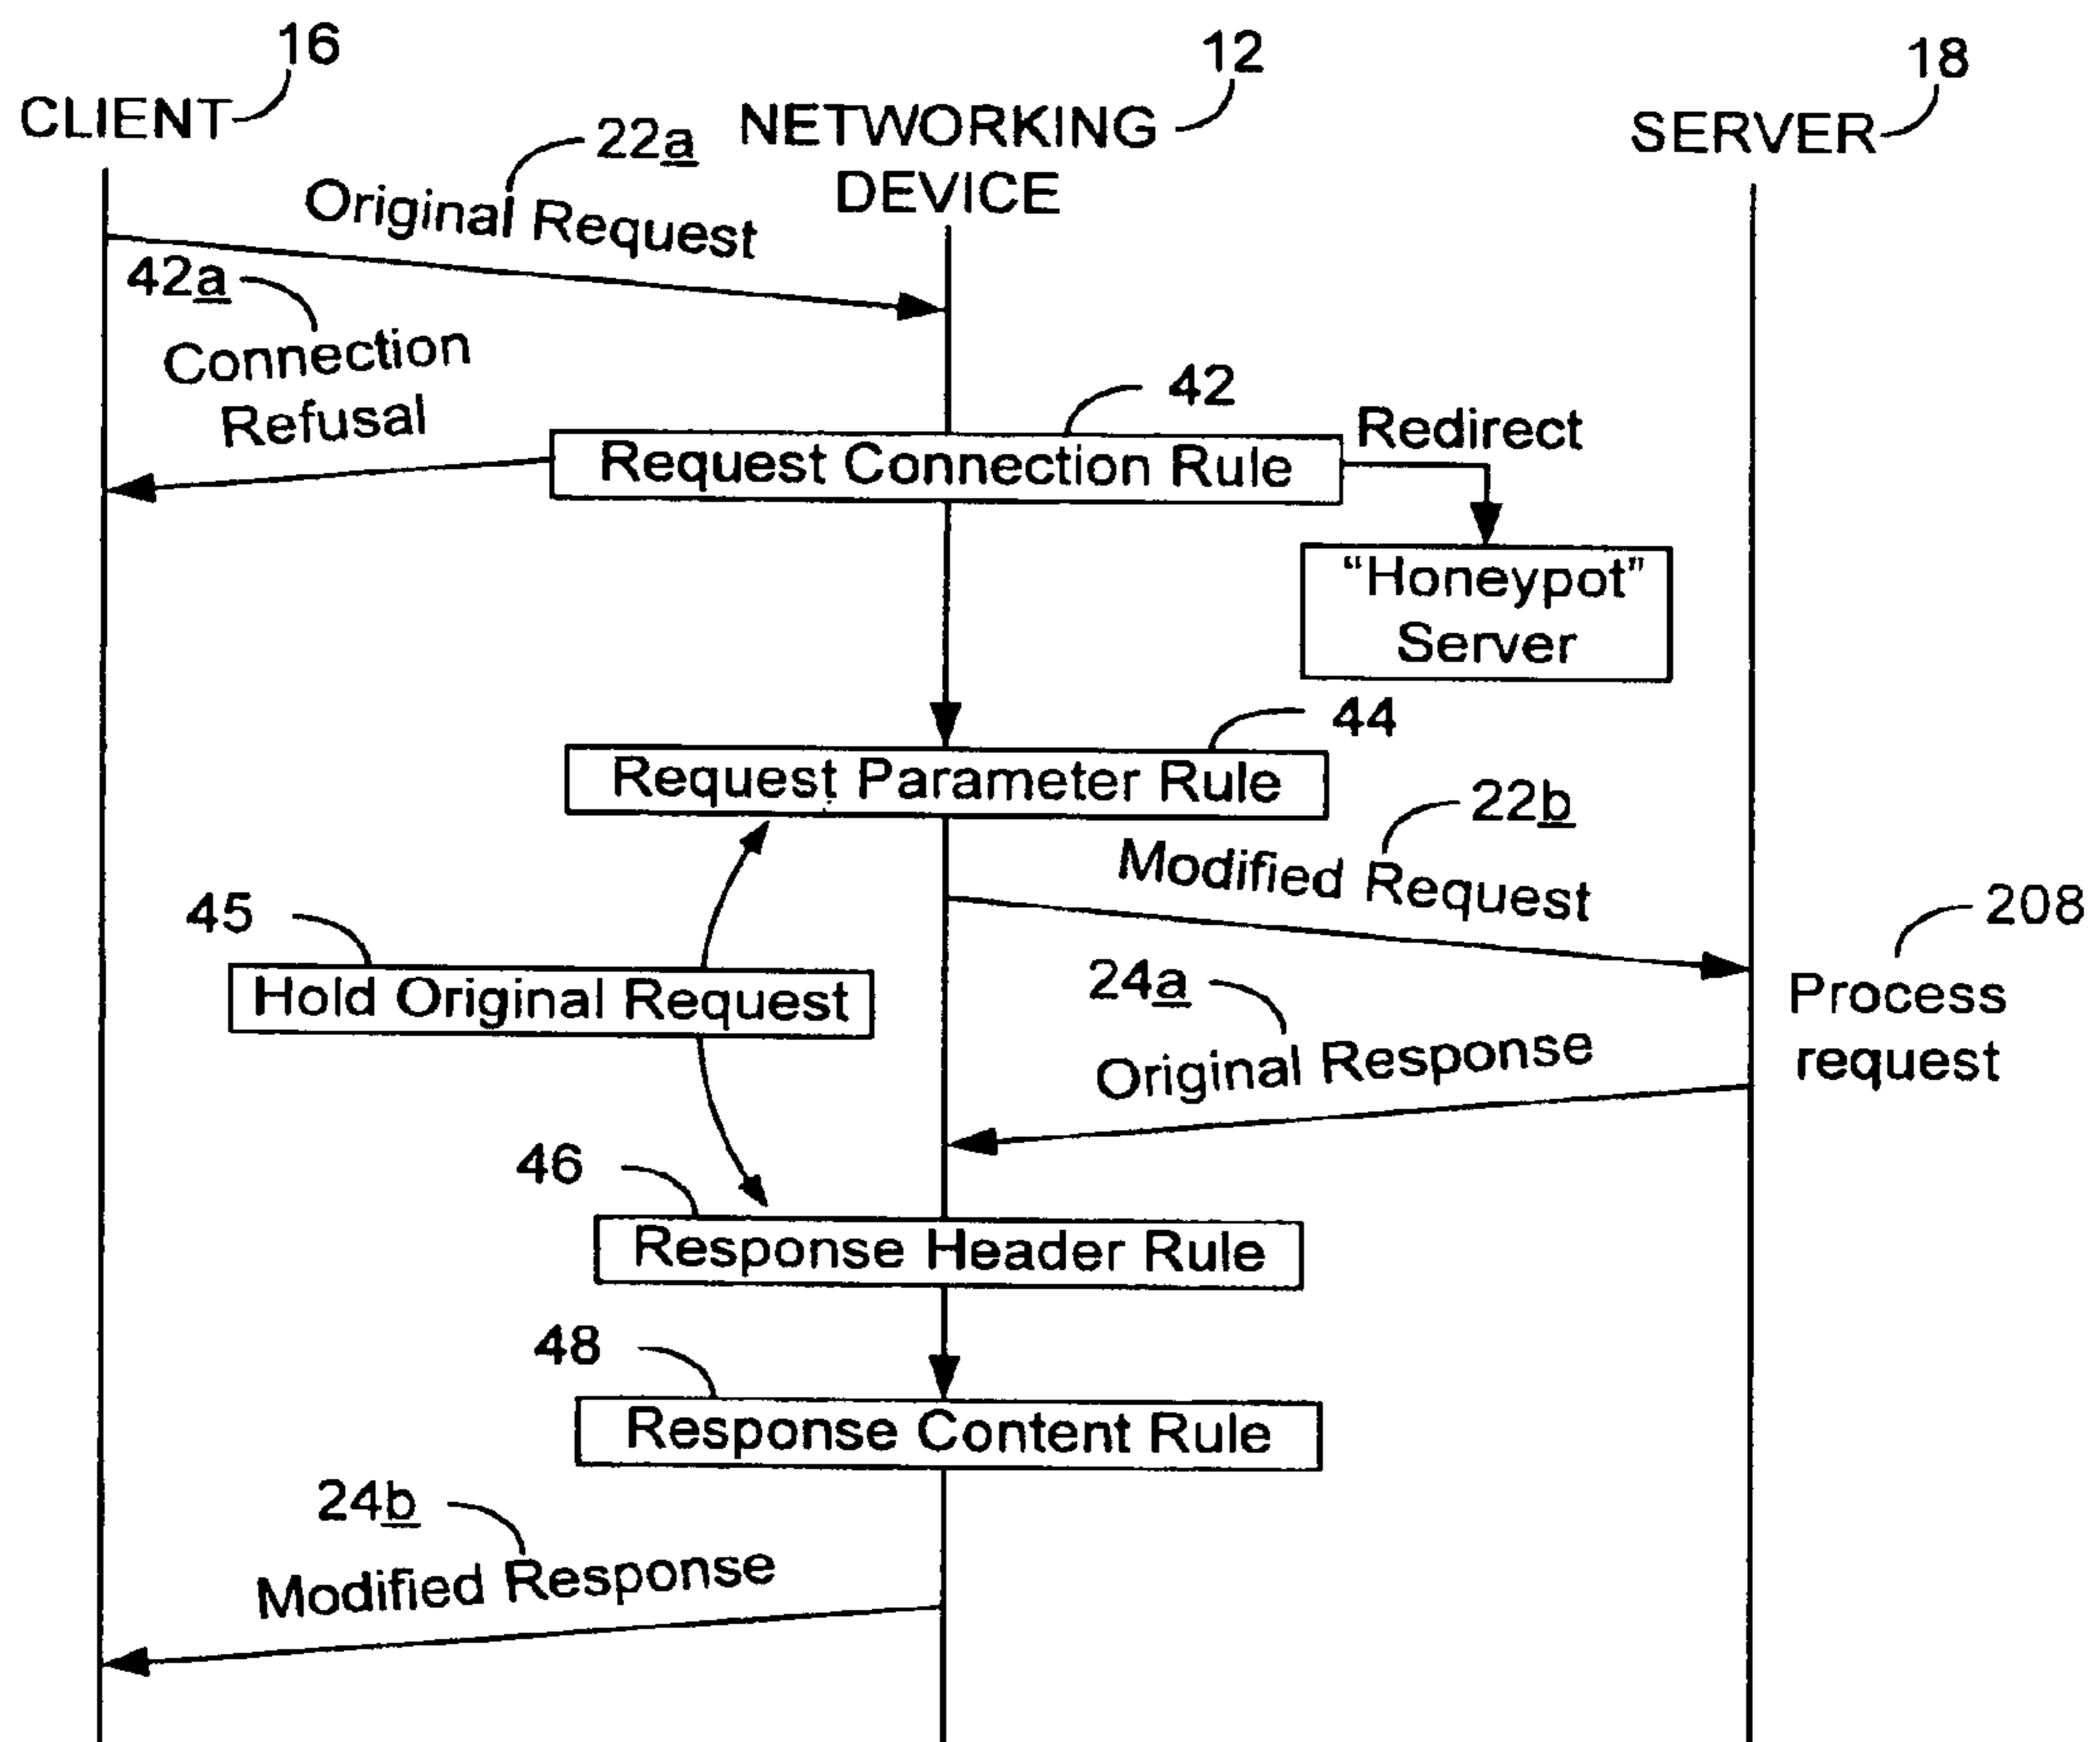 16
12
18
CLIENT
NETWORKING
DEVICE
SERVER
22a
Original Request
42a
Connection
Refusal
42
Request Connection Rule
Redirect
“Honeypot”
Server
44
Request Parameter Rule
22b
Modified Request
45
Hold Original Request
208
Process
request
24a
Original Response
46
Response Header Rule
48
Response Content Rule
24b
Modified Response